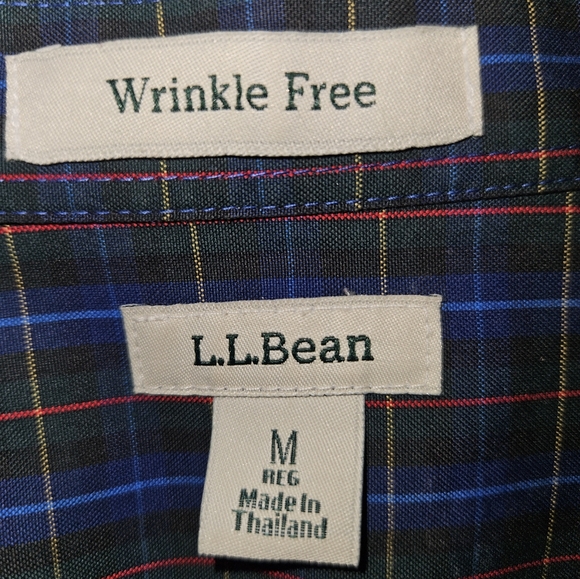 Wrinkle Free
L.L.Bean
M
REG
Made In
Thailand